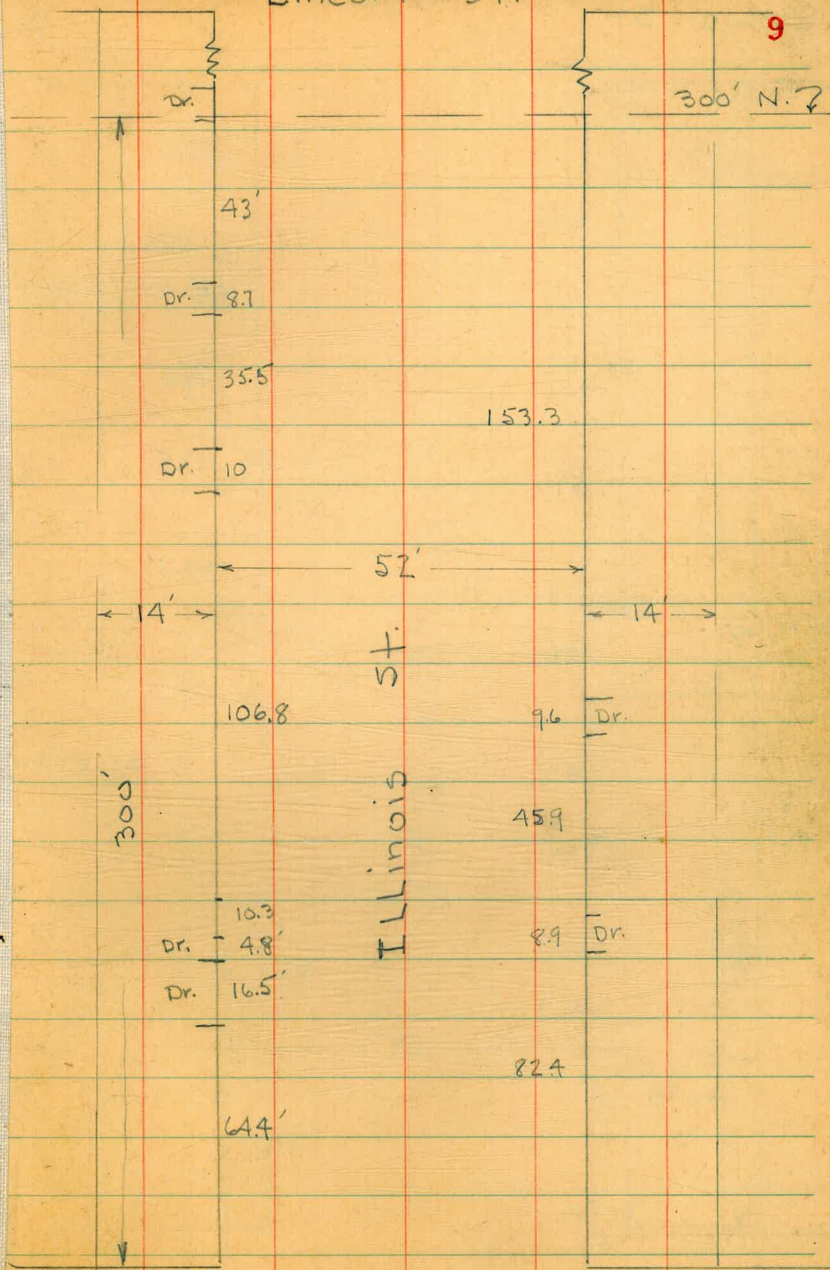 9
Dr.
300' N.
43'
Dr. 8.7
35.5
153.3
Dr. 10
52'
14'
14'
St.
106.8
9.6 Dr.
300'
Illinois
45.9
10.3
Dr. 4.8'
8.9 Dr.
Dr. 16.5'
82.4
64.4'